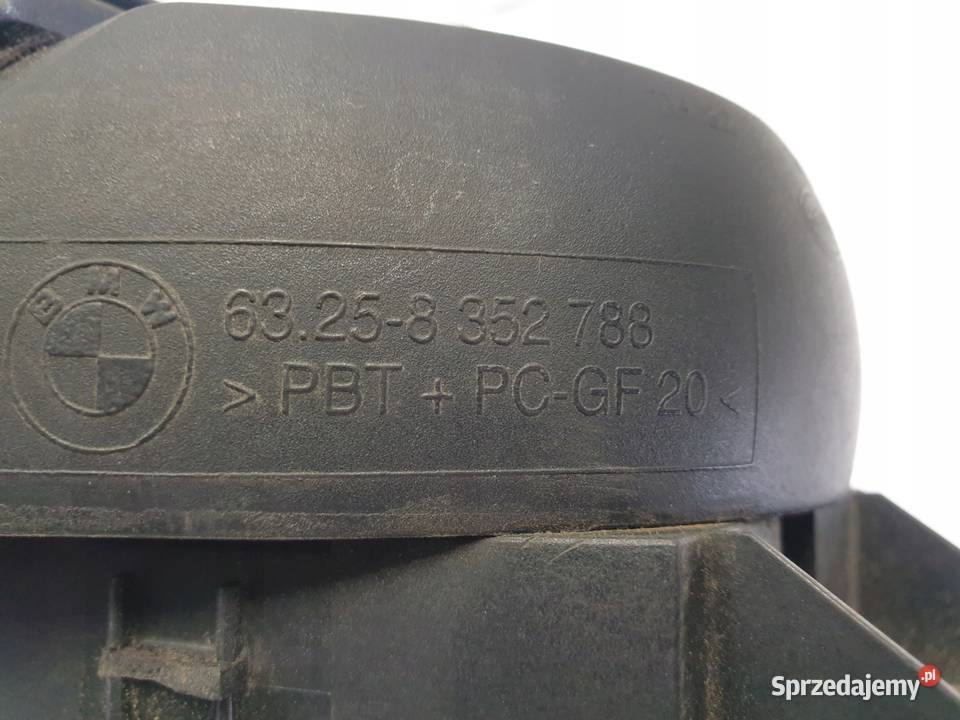 BMW
63.25-8 352 788
> PBT + PC-GF 20 <
Sprzedajemy.pl